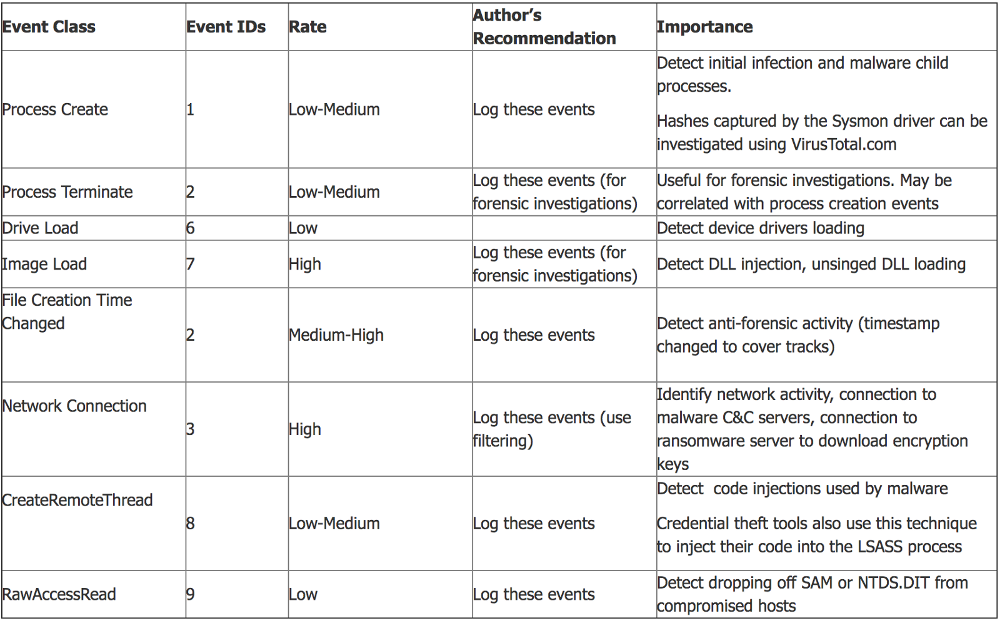 Event Class Event IDs Rate Author’s Recommendation Importance
Process Create 1 Low-Medium Log these events Detect initial infection and malware child
processes.
Hashes captured by the Sysmon driver can be
investigated using VirusTotal.com
Process Terminate 2 Low-Medium Log these events (for
forensic investigations) Useful for forensic investigations. May be
correlated with process creation events
Drive Load 6 Low Detect device drivers loading
Image Load 7 High Log these events (for
forensic investigations) Detect DLL injection, unsinged DLL loading
File Creation Time
Changed 2 Medium-High Log these events Detect anti-forensic activity (timestamp
changed to cover tracks)
Network Connection 3 High Log these events (use
filtering) Identify network activity, connection to
malware C&C servers, connection to
ransomware server to download encryption
keys
CreateRemoteThread 8 Low-Medium Log these events Detect  code injections used by malware
Credential theft tools also use this technique
to inject their code into the LSASS process
RawAccessRead 9 Low Log these events Detect dropping off SAM or NTDS.DIT from
compromised hosts